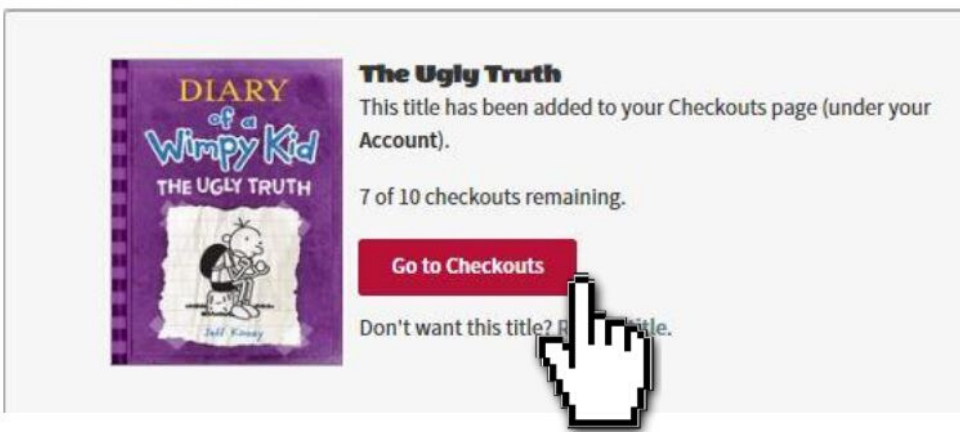 DIARY
of a
Wimpy Kid
THE UGLY TRUTH
Jeff Kinney
The Ugly Truth
This title has been added to your Checkouts page (under your
Account).
7 of 10 checkouts remaining.
Go to Checkouts
Don't want this title? title.